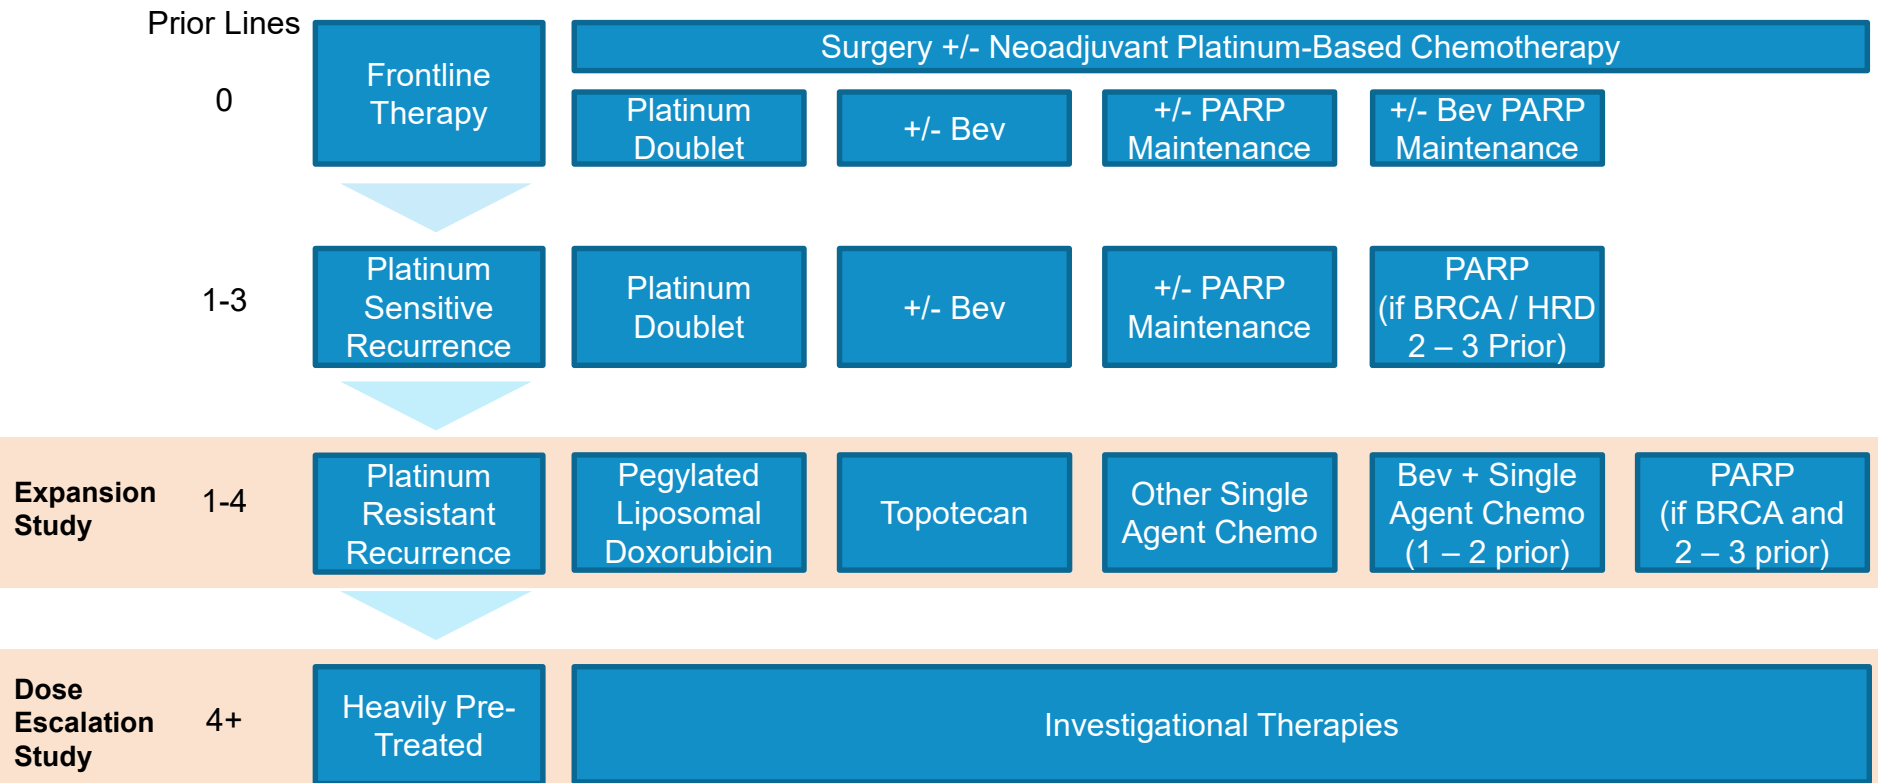 Prior Lines
0
Frontline
Therapy
Surgery +/- Neoadjuvant Platinum-Based Chemotherapy
Platinum
Doublet
+/- Bev
+/- PARP
Maintenance
+/- Bev PARP
Maintenance
1-3
Platinum
Sensitive
Recurrence
Platinum
Doublet
+/- Bev
+/- PARP
Maintenance
PARP
(if BRCA / HRD
2 – 3 Prior)
Expansion
Study
1-4
Platinum
Resistant
Recurrence
Pegylated
Liposomal
Doxorubicin
Topotecan
Other Single
Agent Chemo
Bev + Single
Agent Chemo
(1 – 2 prior)
PARP
(if BRCA and
2 – 3 prior)
Dose
Escalation
Study
4+
Heavily Pre-
Treated
Investigational Therapies